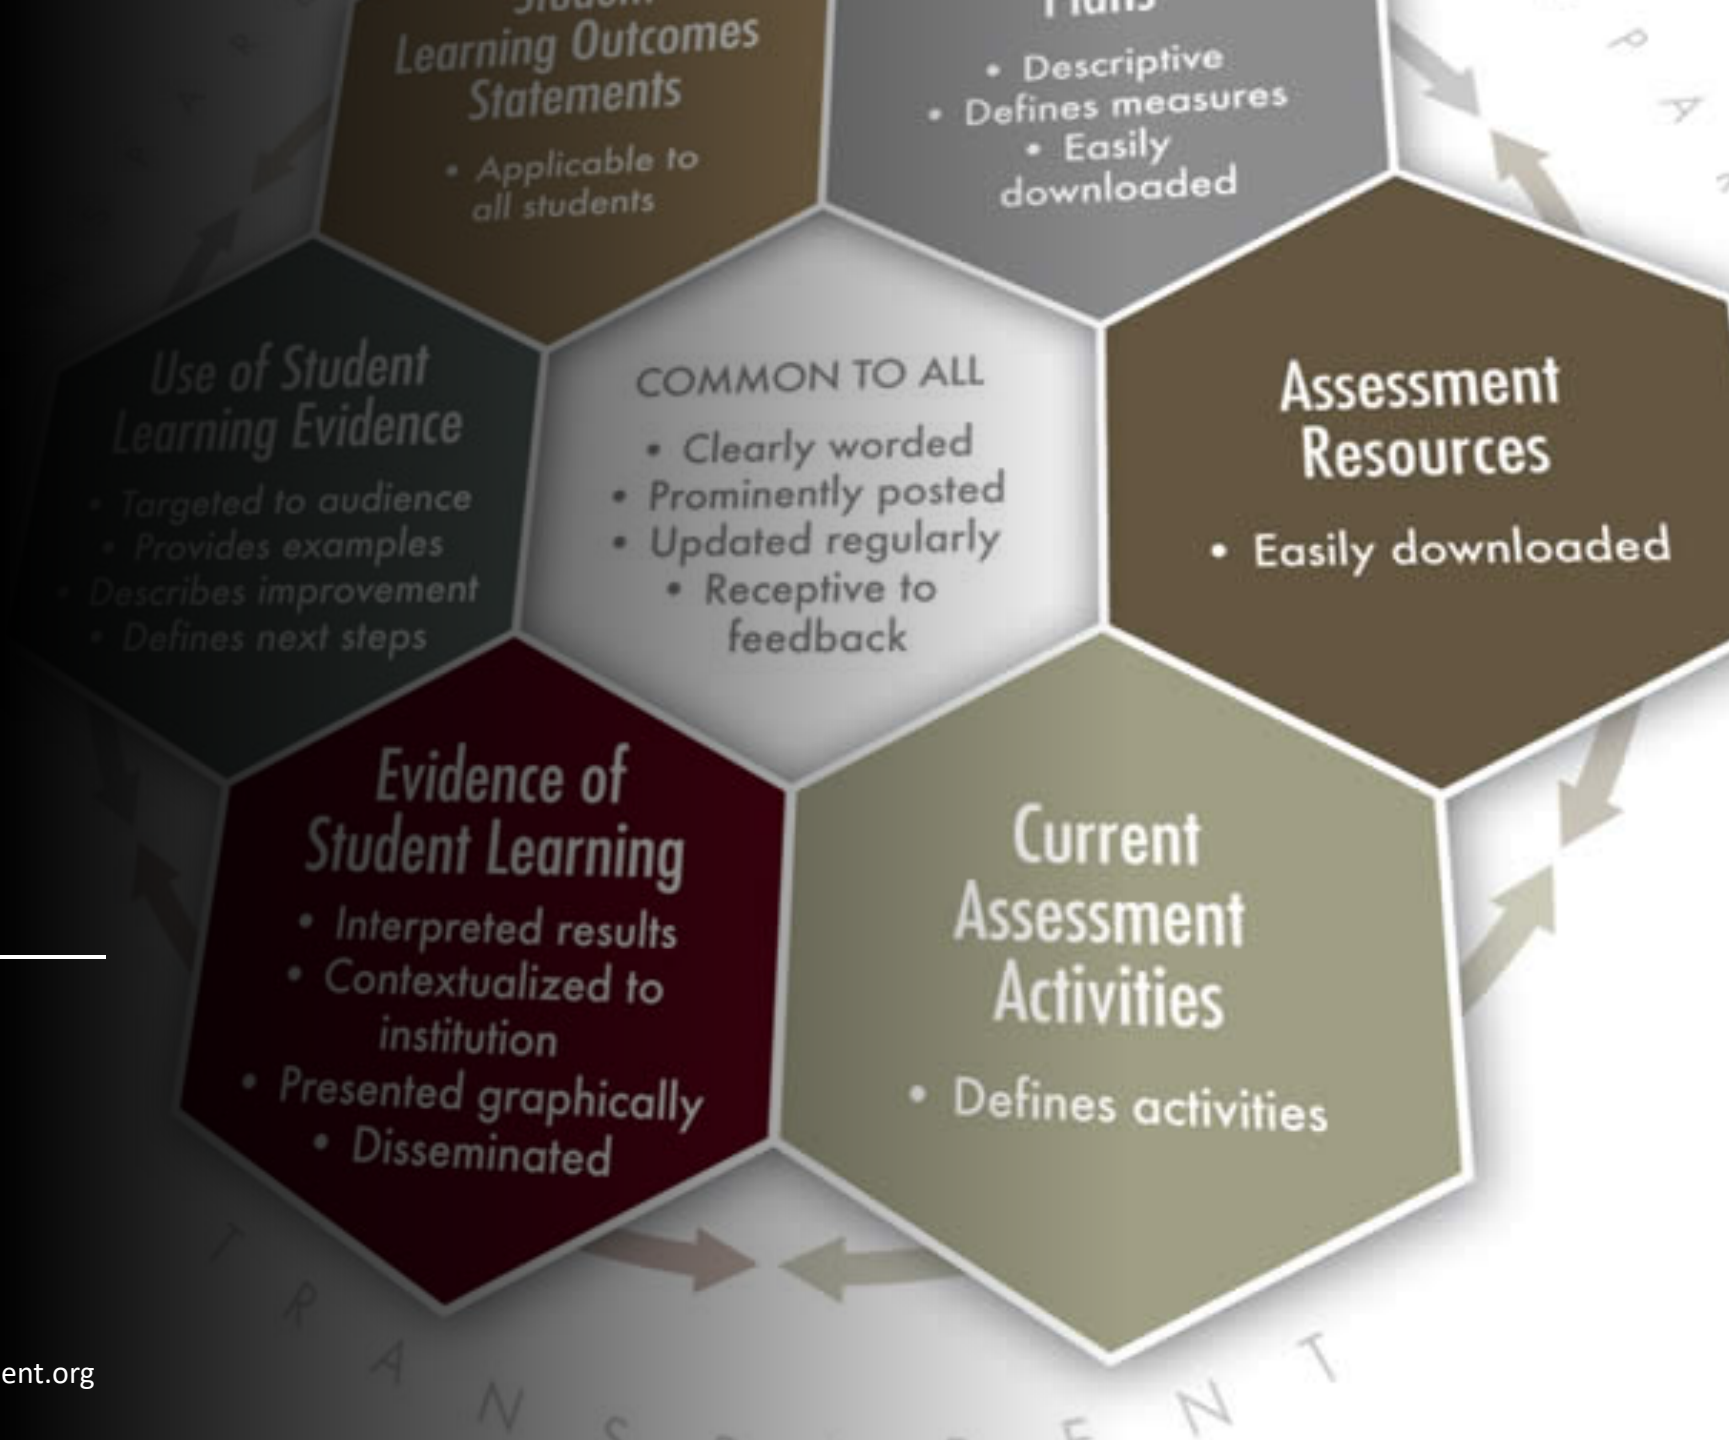 Student
Learning Outcomes
Statements
• Applicable to
all students
Plans
• Descriptive
• Defines measures
• Easily
downloaded
Use of Student
Learning Evidence
• Targeted to audience
• Provides examples
• Describes improvement
• Defines next steps
COMMON TO ALL
• Clearly worded
• Prominently posted
• Updated regularly
• Receptive to
feedback
Assessment
Resources
• Easily downloaded
Evidence of
Student Learning
• Interpreted results
• Contextualized to
institution
• Presented graphically
• Disseminated
Current
Assessment
Activities
• Defines activities
ent.org